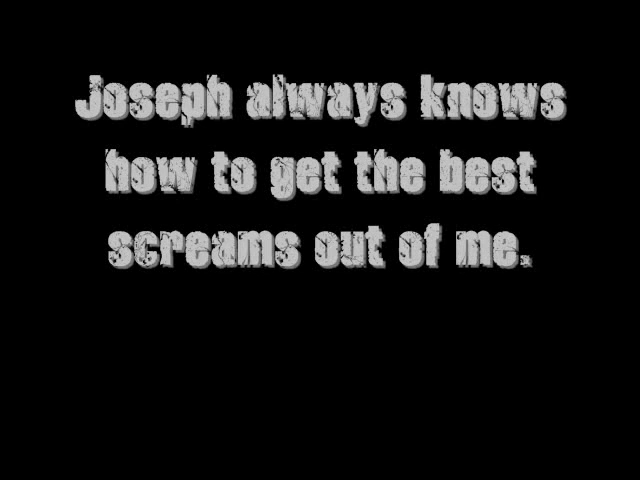 Joseph always knows
how to get the best
screams out of me.